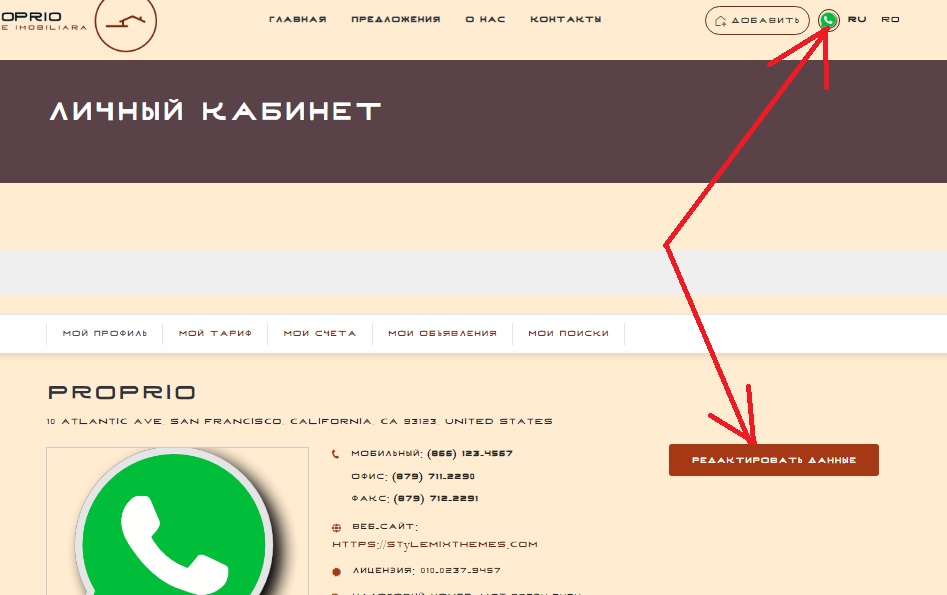 OPRIO
E IMOBILIARA
ГЛАВНАЯ ПРЕДЛОЖЕНИЯ О НАС КОНТАКТЫ ДОБАВИТЬ RU RO
ЛИЧНЫЙ КАБИНЕТ
МОЙ ПРОФИЛЬ МОЙ ТАРИФ МОИ СЧЕТА МОИ ОБЪЯВЛЕНИЯ МОИ ПОИСКИ
PROPRIO
10 ATLANTIC AVE, SAN FRANCISCO, CALIFORNIA, CA 93123, UNITED STATES
МОБИЛЬНЫЙ: (866) 123-4567
ОФИС: (879) 711-2290
ФАКС: (879) 712-2291
РЕДАКТИРОВАТЬ ДАННЫЕ
ВЕБ-САЙТ:
HTTPS://STyLEMIXTHEMES.COM
ЛИЦЕНЗИЯ: 010-0237-9457